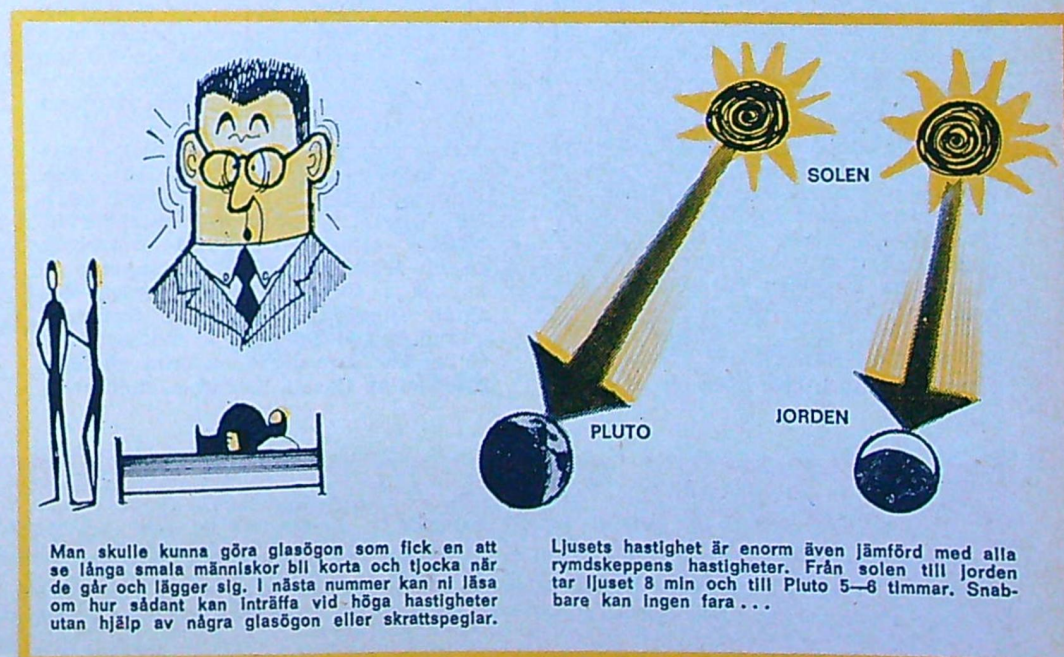 SOLEN
PLUTO
JORDEN
Man skulle kunna göra glasögon som fick en att
se långa smala människor bli korta och tjocka när
de går och lägger sig. I nästa nummer kan ni läsa
om hur sådant kan inträffa vid höga hastigheter
utan hjälp av några glasögon eller skrattspeglar.
Ljusets hastighet är enorm även jämförd med alla
rymdskeppens hastigheter. Från solen till jorden
tar ljuset 8 min och till Pluto 5—6 timmar. Snab-
bare kan ingen fara . . .